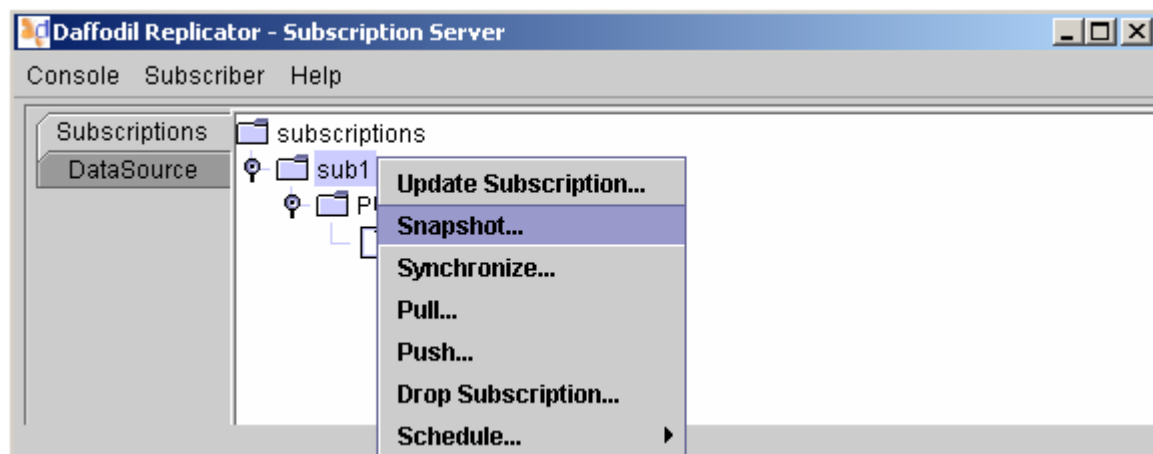 Daffodil Replicator - Subscription Server
Console Subscriber Help
Subscriptions
DataSource
subscriptions
sub1
Update Subscription...
Snapshot...
Synchronize...
Pull...
Push...
Drop Subscription...
Schedule...